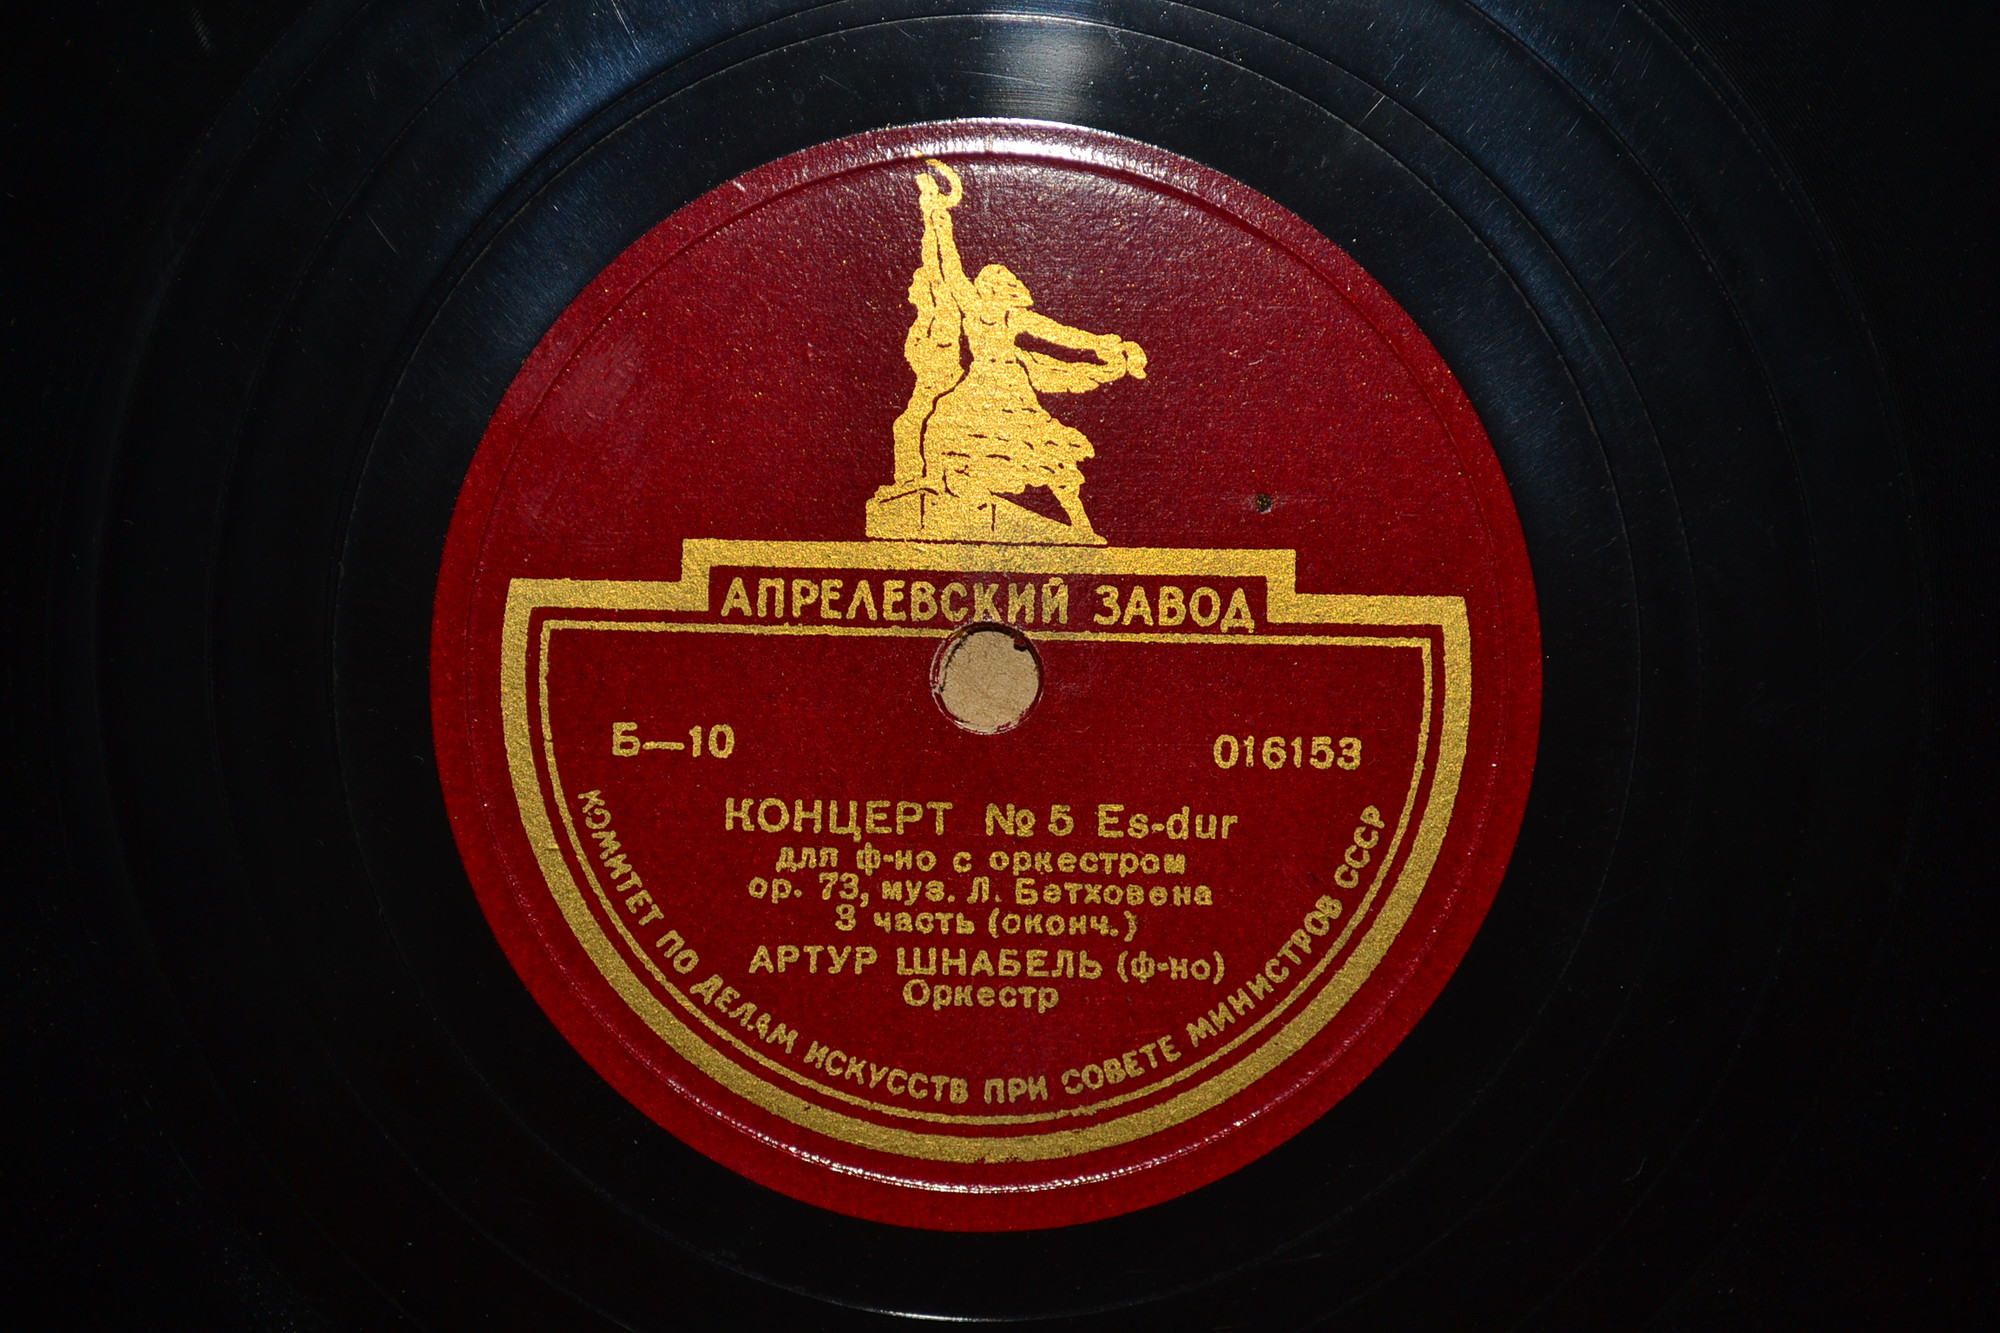 АПРЕЛЕВСКИЙ ЗАВОД
Б—10 016153
КОНЦЕРТ № 5 Es-dur
для ф-но с оркестром
op. 73, муз. Л. Бетховена
3 часть (оконч.)
АРТУР ШНАБЕЛЬ (ф-но)
Оркестр
КОМИТЕТ ПО ДЕЛАМ ИСКУССТВ ПРИ СОВЕТЕ МИНИСТРОВ СССР